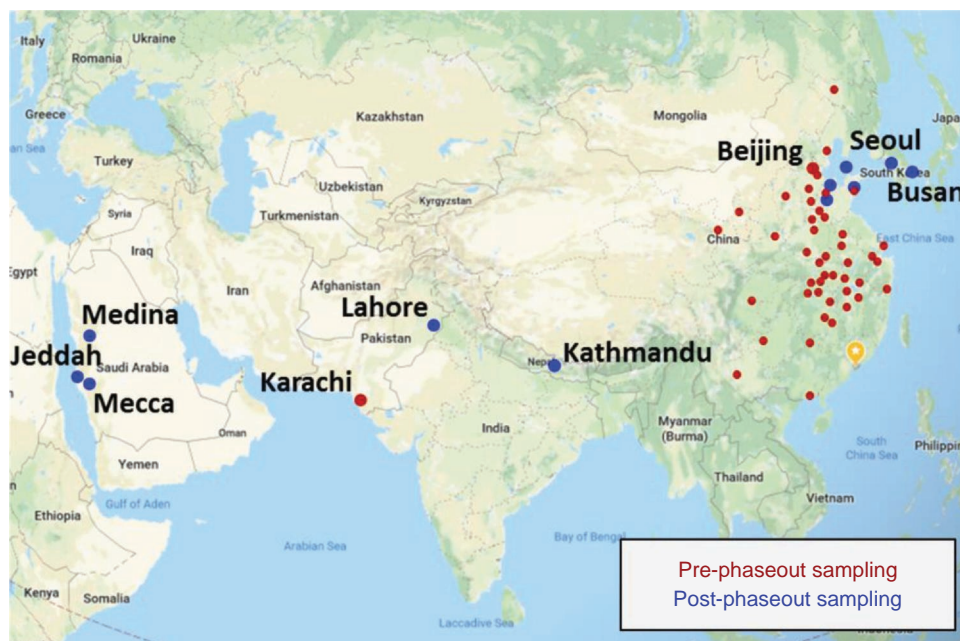 Italy
Ukraine
Romania
Kazakhstan
Mongolia
Greece
Japa
an Sea
Turkey
Beijing
Seoul
South Korea
Uzbekistan
Kyrgyzstan
Busan
Syria
Turkmenistan
China
East China Sea
Iraq
Afghanistan
Egypt
Iran
Lahore
Medina
Pakistan
Jeddah
Saudi Arabia
Nepal
Kathmandu
Karachi
Mecca
Oman
India
Myanmar
(Burma)
South
China Sea
Philippin
Yemen
Thailand
Gulf of Aden
Vietnam
Ethiopia
Arabian Sea
Bay of Bengal
Pre-phaseout sampling
Post-phaseout sampling
Kenya
Somalia
Laccadive Sea